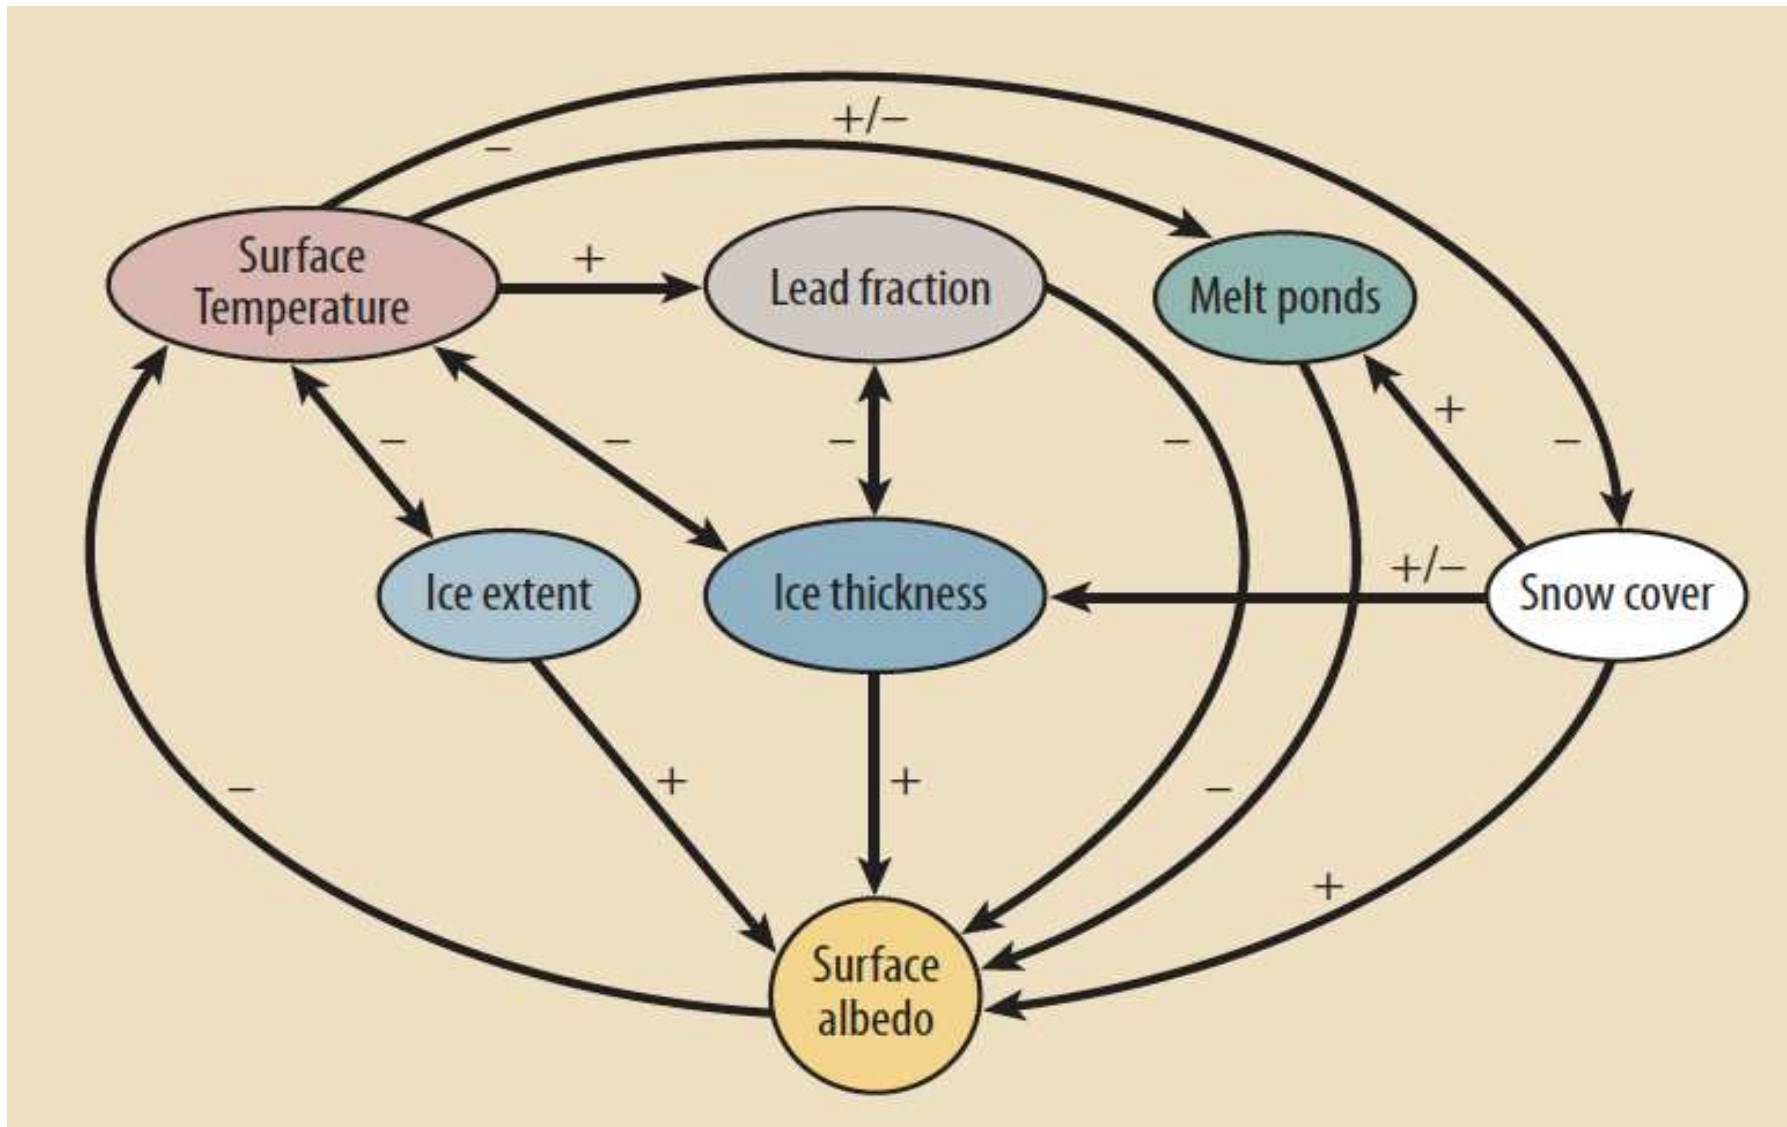 +/–
–
Surface
Temperature
+
Lead fraction
Melt ponds
+
–
–
–
–
–
Ice extent
Ice thickness
+/–
Snow cover
+
+
–
–
+
Surface
albedo